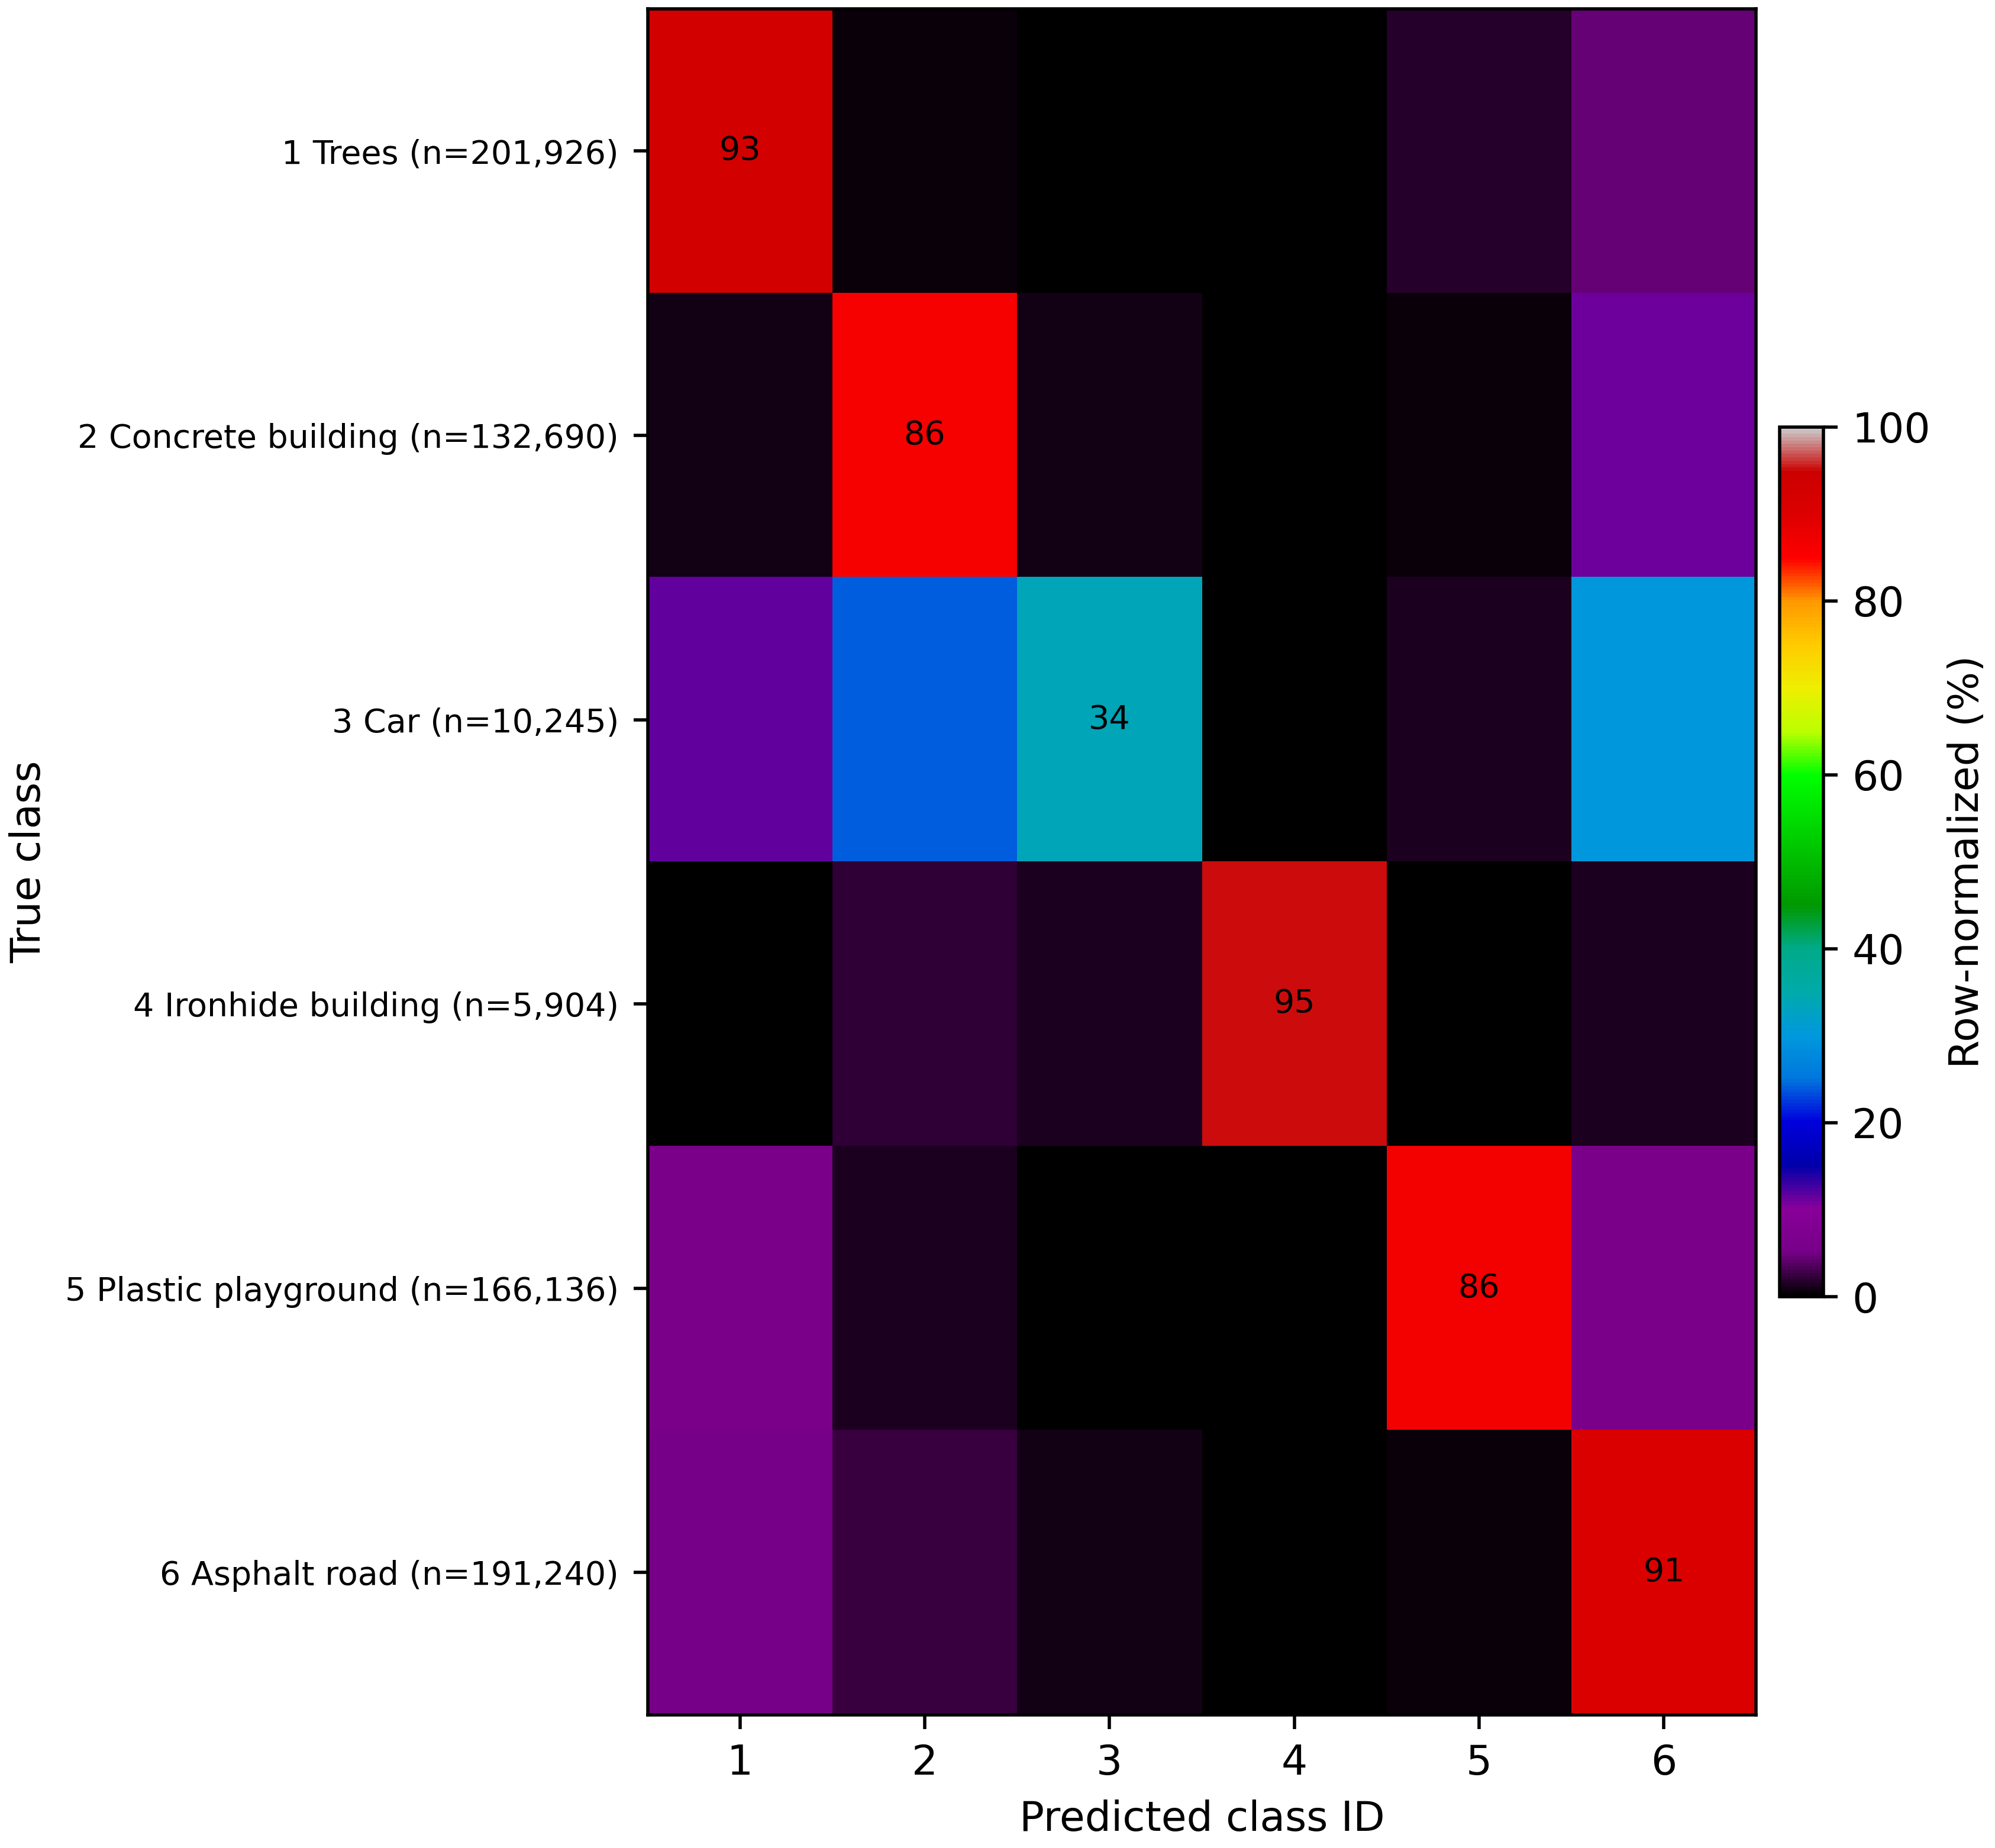 True class
1 Trees (n=201,926)
2 Concrete building (n=132,690)
3 Car (n=10,245)
4 Ironhide building (n=5,904)
5 Plastic playground (n=166,136)
6 Asphalt road (n=191,240)
93
86
34
95
86
91
1 2 3 4 5 6
Predicted class ID
100
80
60
40
20
0
Row-normalized (%)